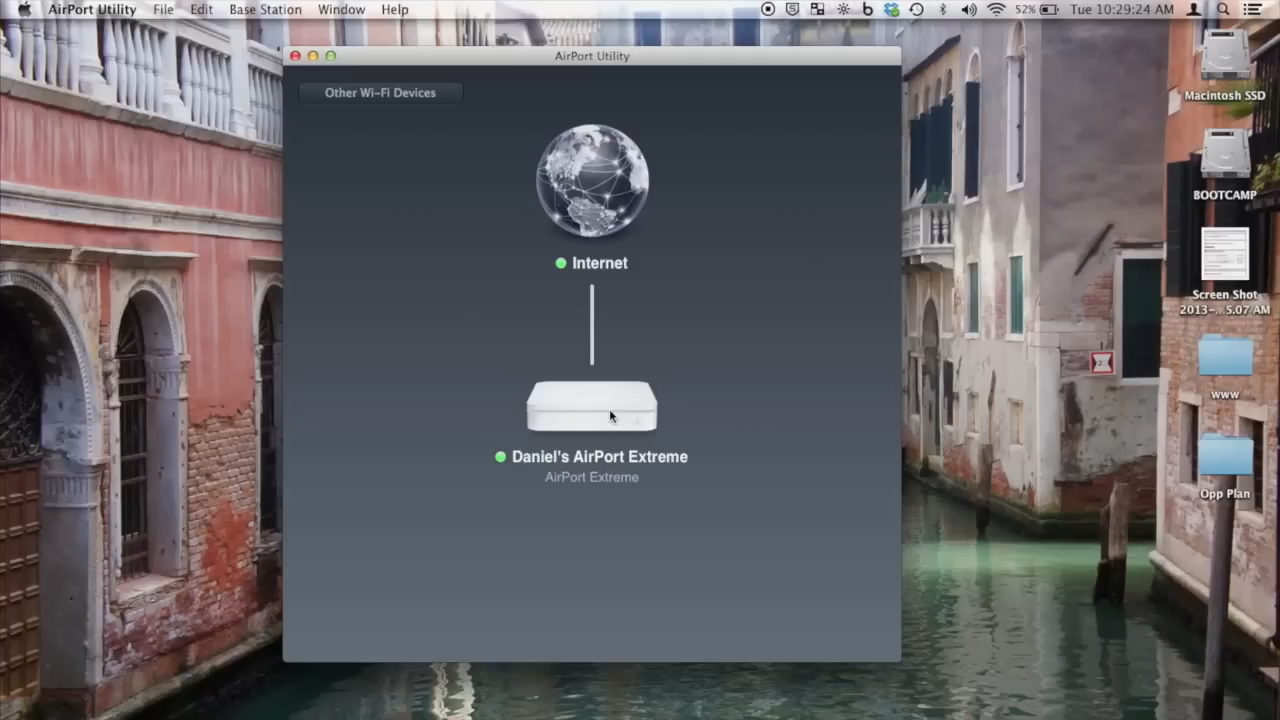 AirPort Utility File Edit Base Station Window Help 52% Tue 10:29:24 AM
AirPort Utility
Other Wi-Fi Devices
Internet
Daniel's AirPort Extreme
AirPort Extreme
Macintosh SSD
BOOTCAMP
Screen Shot
2013-...5.07 AM
www
Opp Plan